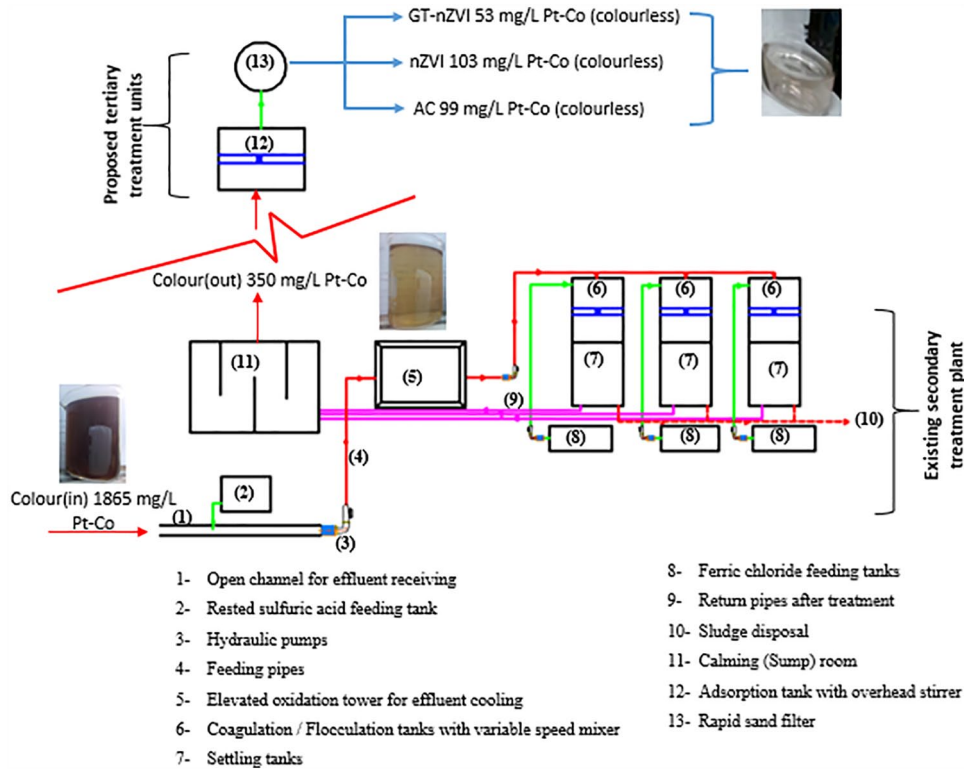 GT-nZVI 53 mg/L Pt-Co (colourless)
nZVI 103 mg/L Pt-Co (colourless)
AC 99 mg/L Pt-Co (colourless)
(13)
(12)
Proposed tertiary
treatment units
Colour(out) 350 mg/L Pt-Co
(11)
(5)
(6)
(6)
(6)
(7)
(7)
(7)
(9)
(8)
(8)
(8)
(10)
Existing secondary
treatment plant
(4)
(2)
Colour(in) 1865 mg/L
Pt-Co
(1)
(3)
1- Open channel for effluent receiving
2- Rested sulfuric acid feeding tank
3- Hydraulic pumps
4- Feeding pipes
5- Elevated oxidation tower for effluent cooling
6- Coagulation / Flocculation tanks with variable speed mixer
7- Settling tanks
8- Ferric chloride feeding tanks
9- Return pipes after treatment
10- Sludge disposal
11- Calming (Sump) room
12- Adsorption tank with overhead stirrer
13- Rapid sand filter